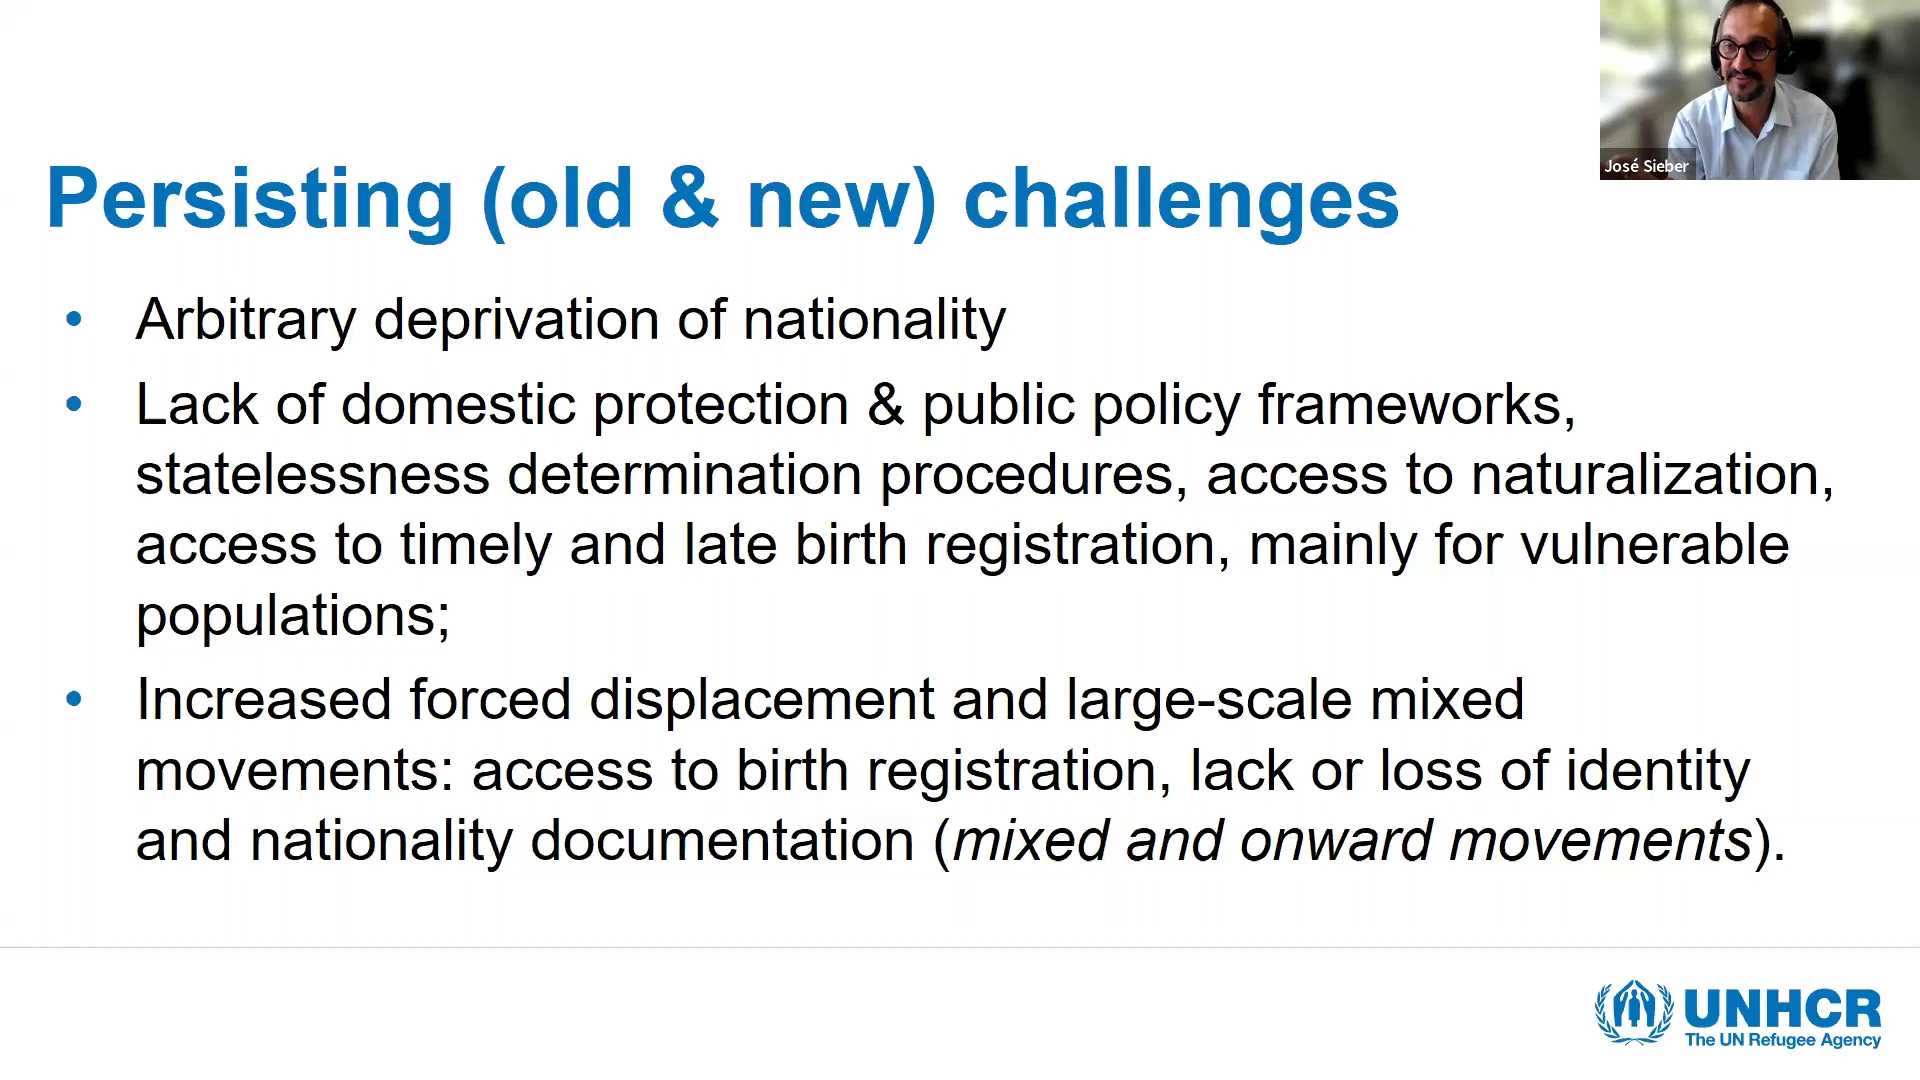 José Sieber
Persisting (old & new) challenges
• Arbitrary deprivation of nationality
• Lack of domestic protection & public policy frameworks,
statelessness determination procedures, access to naturalization,
access to timely and late birth registration, mainly for vulnerable
populations;
• Increased forced displacement and large-scale mixed
movements: access to birth registration, lack or loss of identity
and nationality documentation (mixed and onward movements).
UNHCR
The UN Refugee Agency